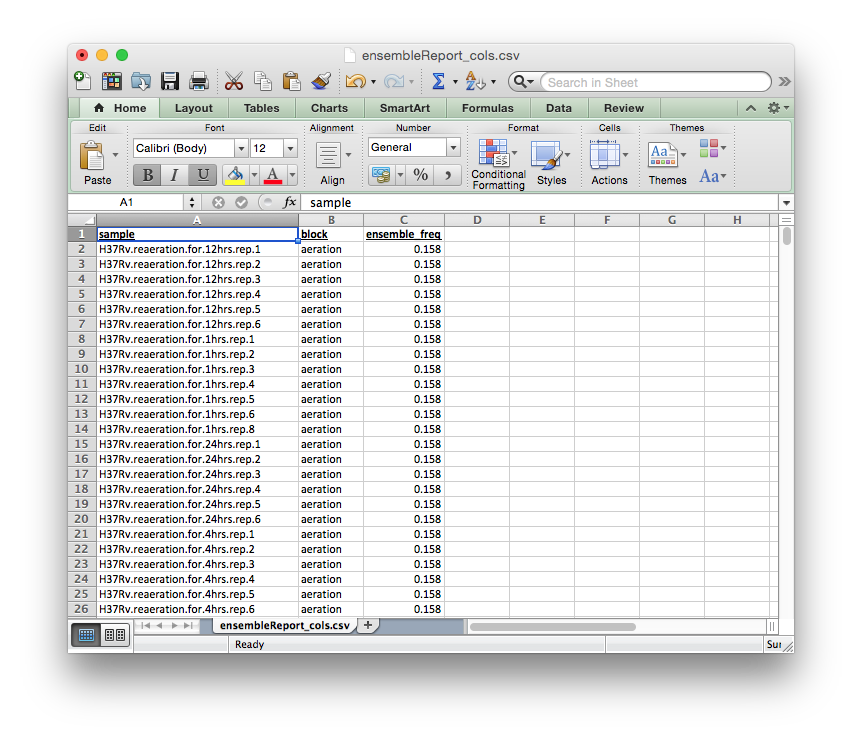 ensembleReport_cols.csv
Search in Sheet
Home Layout Tables Charts SmartArt Formulas Data Review
Edit Font Alignment Number Format Cells Themes
Calibri (Body) 12 General
B I U A % Aa
Paste Align Conditional Formatting Styles Actions Themes Aa
A1 fx sample
A B C D E F G H
1 sample block ensemble_freq
2 H37Rv.reaeration.for.12hrs.rep.1 aeration 0.158
3 H37Rv.reaeration.for.12hrs.rep.2 aeration 0.158
4 H37Rv.reaeration.for.12hrs.rep.3 aeration 0.158
5 H37Rv.reaeration.for.12hrs.rep.4 aeration 0.158
6 H37Rv.reaeration.for.12hrs.rep.5 aeration 0.158
7 H37Rv.reaeration.for.12hrs.rep.6 aeration 0.158
8 H37Rv.reaeration.for.1hrs.rep.1 aeration 0.158
9 H37Rv.reaeration.for.1hrs.rep.2 aeration 0.158
10 H37Rv.reaeration.for.1hrs.rep.3 aeration 0.158
11 H37Rv.reaeration.for.1hrs.rep.4 aeration 0.158
12 H37Rv.reaeration.for.1hrs.rep.5 aeration 0.158
13 H37Rv.reaeration.for.1hrs.rep.6 aeration 0.158
14 H37Rv.reaeration.for.1hrs.rep.8 aeration 0.158
15 H37Rv.reaeration.for.24hrs.rep.1 aeration 0.158
16 H37Rv.reaeration.for.24hrs.rep.2 aeration 0.158
17 H37Rv.reaeration.for.24hrs.rep.3 aeration 0.158
18 H37Rv.reaeration.for.24hrs.rep.4 aeration 0.158
19 H37Rv.reaeration.for.24hrs.rep.5 aeration 0.158
20 H37Rv.reaeration.for.24hrs.rep.6 aeration 0.158
21 H37Rv.reaeration.for.4hrs.rep.1 aeration 0.158
22 H37Rv.reaeration.for.4hrs.rep.2 aeration 0.158
23 H37Rv.reaeration.for.4hrs.rep.3 aeration 0.158
24 H37Rv.reaeration.for.4hrs.rep.4 aeration 0.158
25 H37Rv.reaeration.for.4hrs.rep.5 aeration 0.158
26 H37Rv.reaeration.for.4hrs.rep.6 aeration 0.158
ensembleReport_cols.csv
Ready